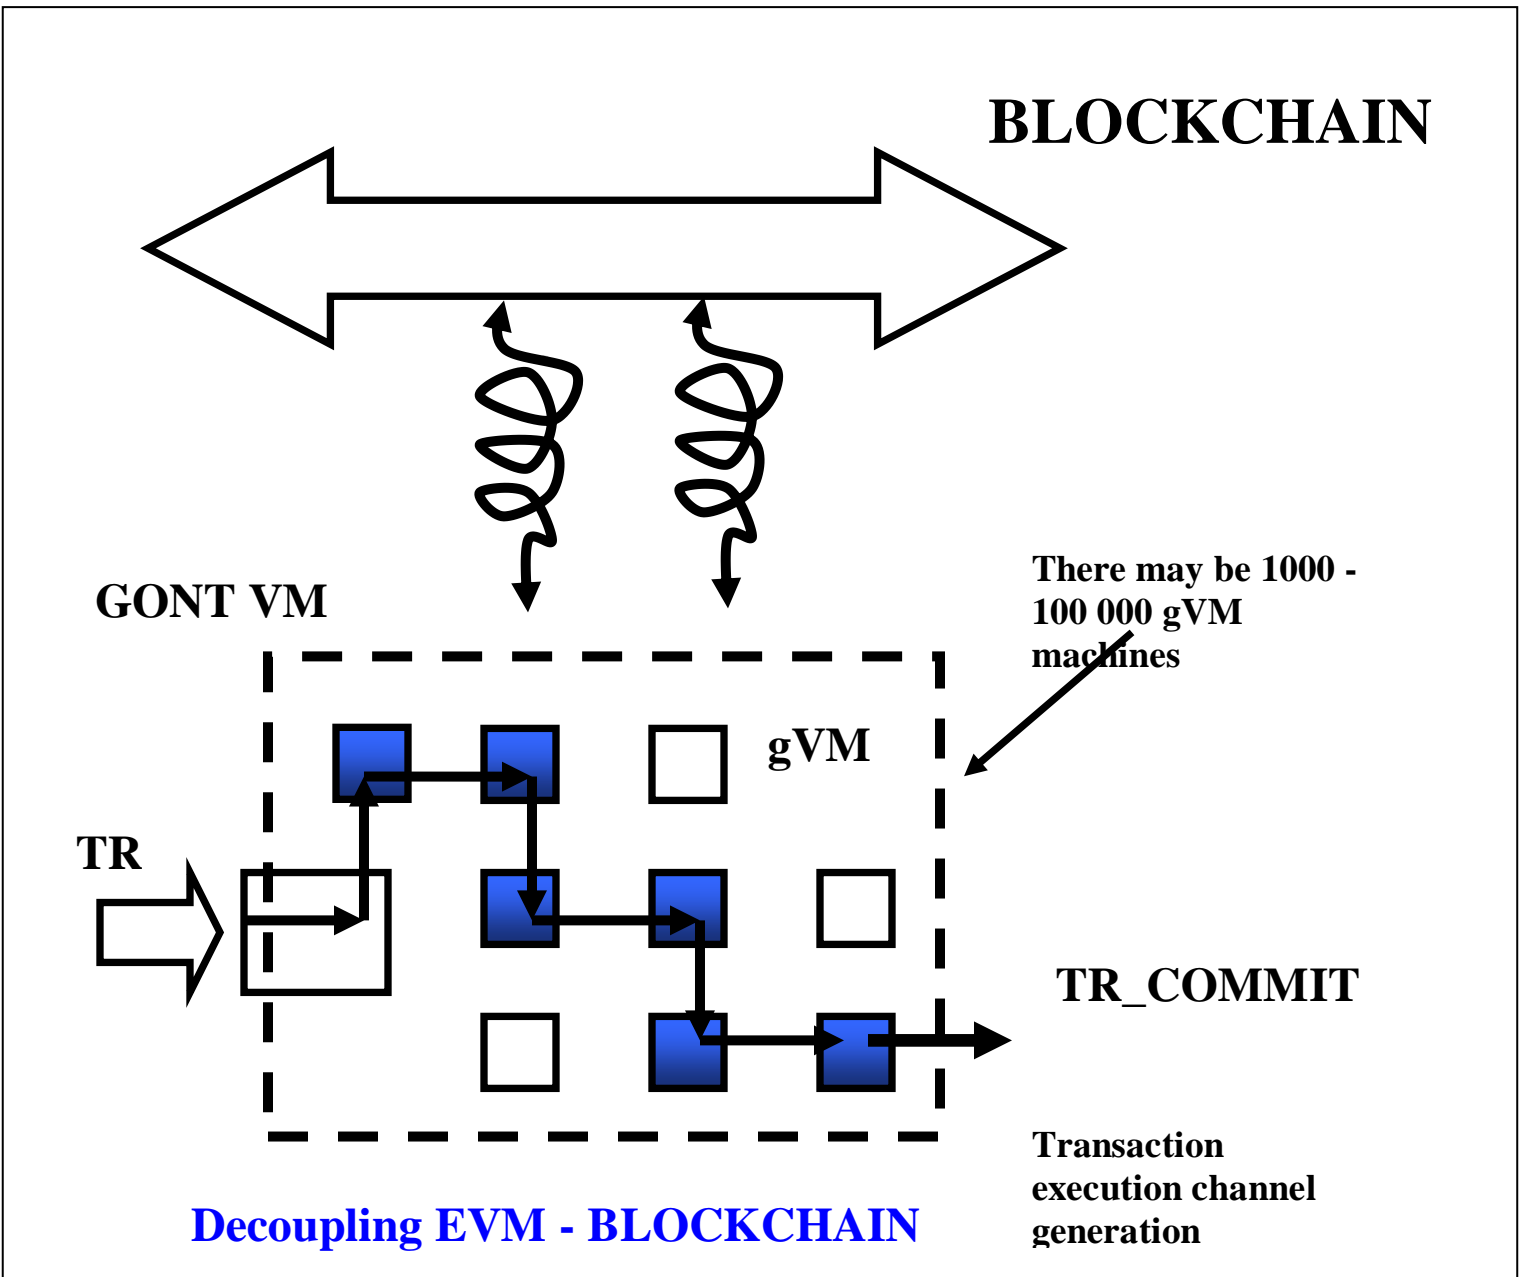 BLOCKCHAIN
There may be 1000 -
100 000 gVM
machines
GONT VM
gVM
TR
TR_COMMIT
Transaction
execution channel
generation
Decoupling EVM - BLOCKCHAIN